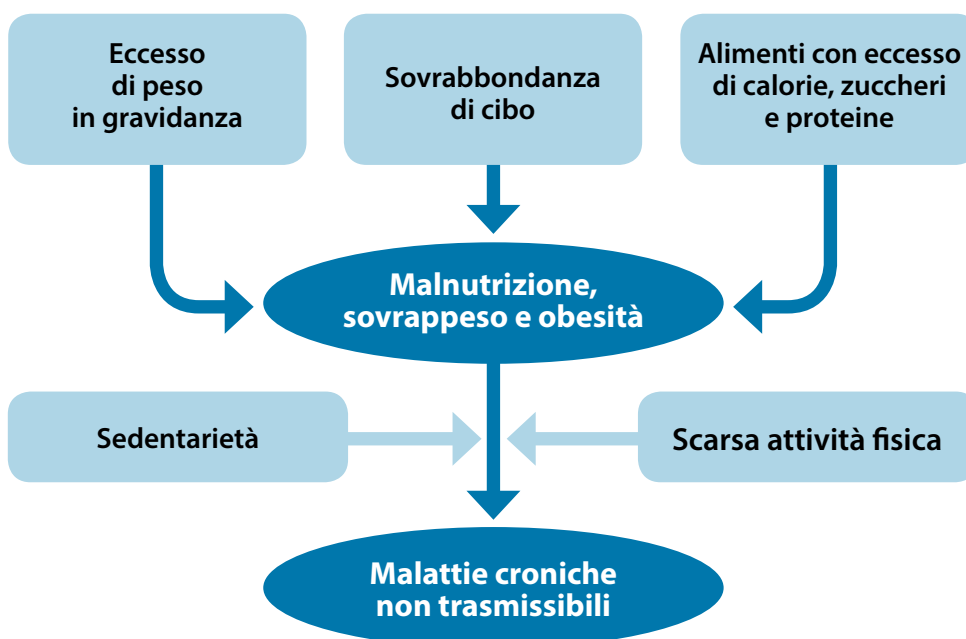 Eccesso
di peso
in gravidanza
Sovrabbondanza
di cibo
Alimenti con eccesso
di calorie, zuccheri
e proteine
Malnutrizione,
sovrappeso e obesità
Sedentarietà
Scarsa attività fisica
Malattie croniche
non trasmissibili